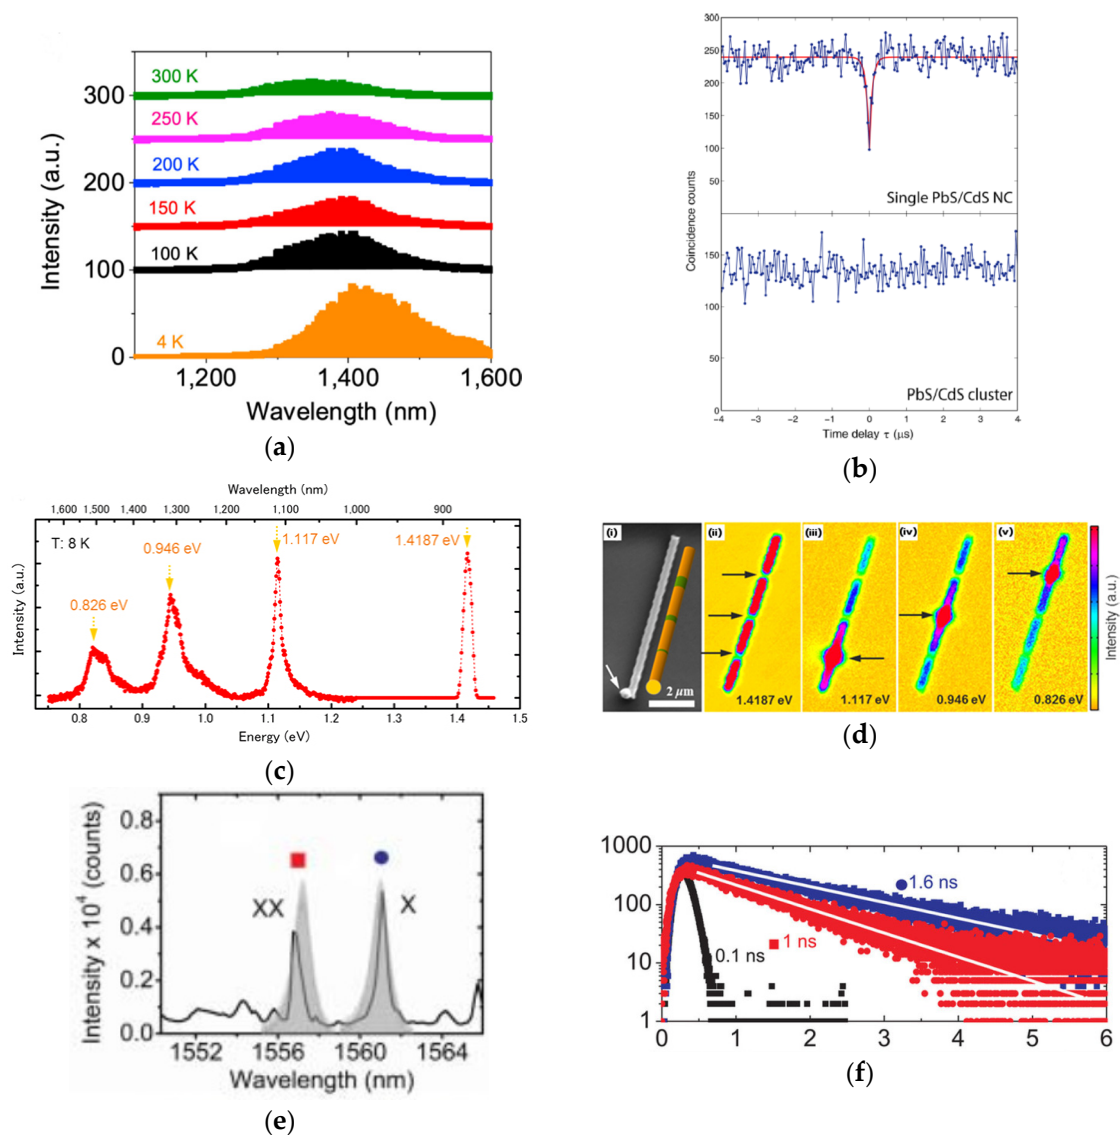 300 K
250 K
200 K
150 K
100 K
4 K
300
200
100
0
Intensity (a.u.)
1,200
1,400
1,600
Wavelength (nm)
(a)
300
250
200
150
100
50
Single PbS/CdS NC
Coincidence counts
150
100
50
0
PbS/CdS cluster
−4
−3
−2
−1
0
1
2
3
4
Time delay τ (μs)
(b)
Wavelength (nm)
1,600
1,500
1,400
1,300
1,200
1,100
1,000
900
T: 8 K
0.826 eV
0.946 eV
1.117 eV
1.4187 eV
Intensity (a.u.)
0.8
0.9
1.0
1.1
1.2
1.3
1.4
1.5
Energy (eV)
(c)
(i)
(ii)
(iii)
(iv)
(v)
2 μm
1.4187 eV
1.117 eV
0.946 eV
0.826 eV
Intensity (a.u.)
(d)
0.8
0.6
0.4
0.2
0.0
Intensity x 10⁴ (counts)
XX
X
1552
1556
1560
1564
Wavelength (nm)
(e)
1000
100
10
1
1.6 ns
1 ns
0.1 ns
0
1
2
3
4
5
6
(f)